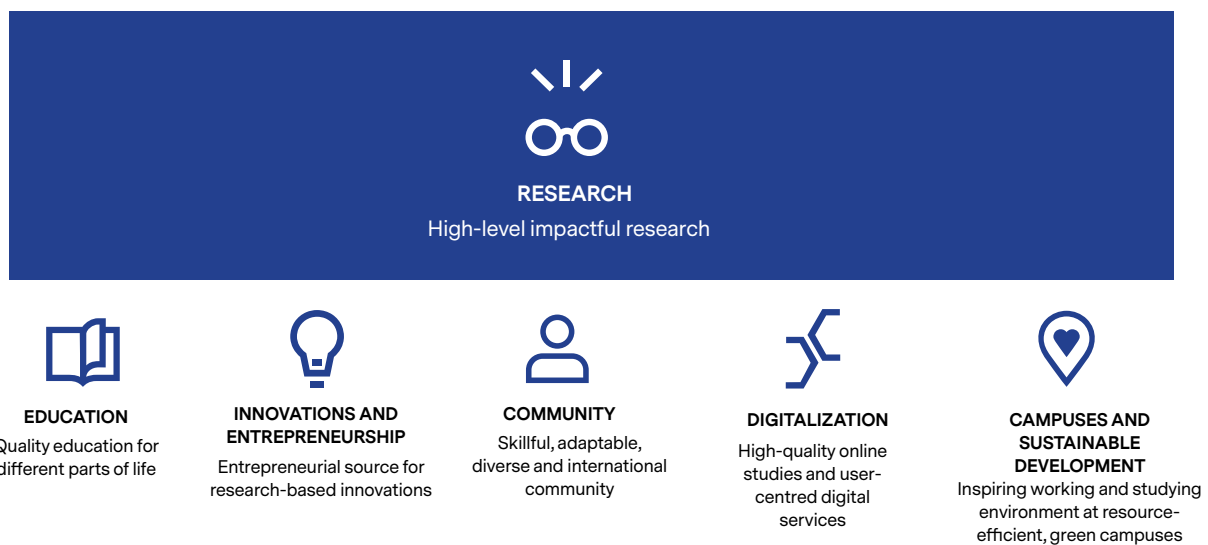 RESEARCH
High-level impactful research
EDUCATION
Quality education for
different parts of life
INNOVATIONS AND
ENTREPRENEURSHIP
Entrepreneurial source for
research-based innovations
COMMUNITY
Skillful, adaptable,
diverse and international
community
DIGITALIZATION
High-quality online
studies and user-
centred digital
services
CAMPUSES AND
SUSTAINABLE
DEVELOPMENT
Inspiring working and studying
environment at resource-
efficient, green campuses